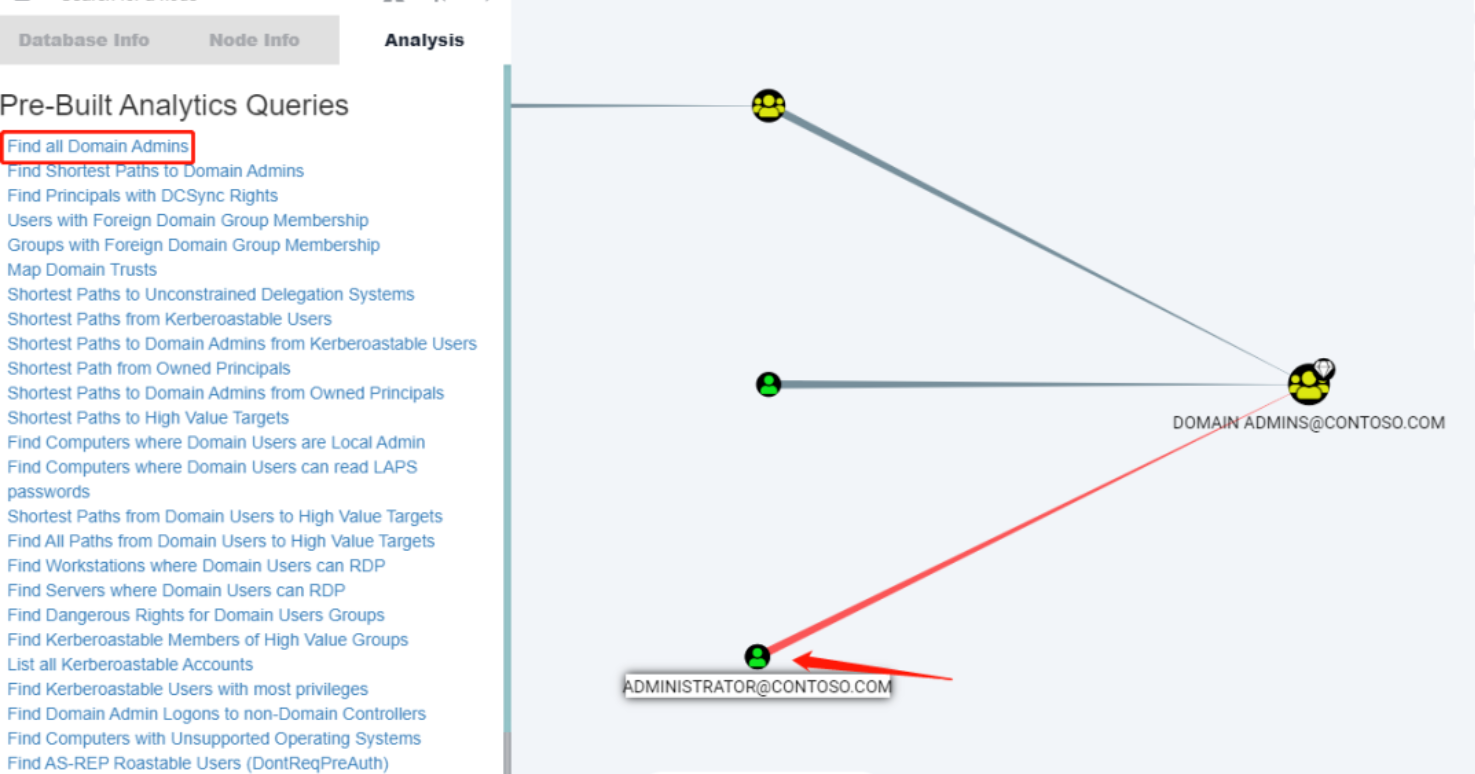 Database Info
Node Info
Analysis
Pre-Built Analytics Queries
Find all Domain Admins
Find Shortest Paths to Domain Admins
Find Principals with DCSync Rights
Users with Foreign Domain Group Membership
Groups with Foreign Domain Group Membership
Map Domain Trusts
Shortest Paths to Unconstrained Delegation Systems
Shortest Paths from Kerberoastable Users
Shortest Paths to Domain Admins from Kerberoastable Users
Shortest Path from Owned Principals
Shortest Paths to Domain Admins from Owned Principals
Shortest Paths to High Value Targets
Find Computers where Domain Users are Local Admin
Find Computers where Domain Users can read LAPS
passwords
Shortest Paths from Domain Users to High Value Targets
Find All Paths from Domain Users to High Value Targets
Find Workstations where Domain Users can RDP
Find Servers where Domain Users can RDP
Find Dangerous Rights for Domain Users Groups
Find Kerberoastable Members of High Value Groups
List all Kerberoastable Accounts
Find Kerberoastable Users with most privileges
Find Domain Admin Logons to non-Domain Controllers
Find Computers with Unsupported Operating Systems
Find AS-REP Roastable Users (DontReqPreAuth)
DOMAIN ADMINS@CONTOSO.COM
ADMINISTRATOR@CONTOSO.COM